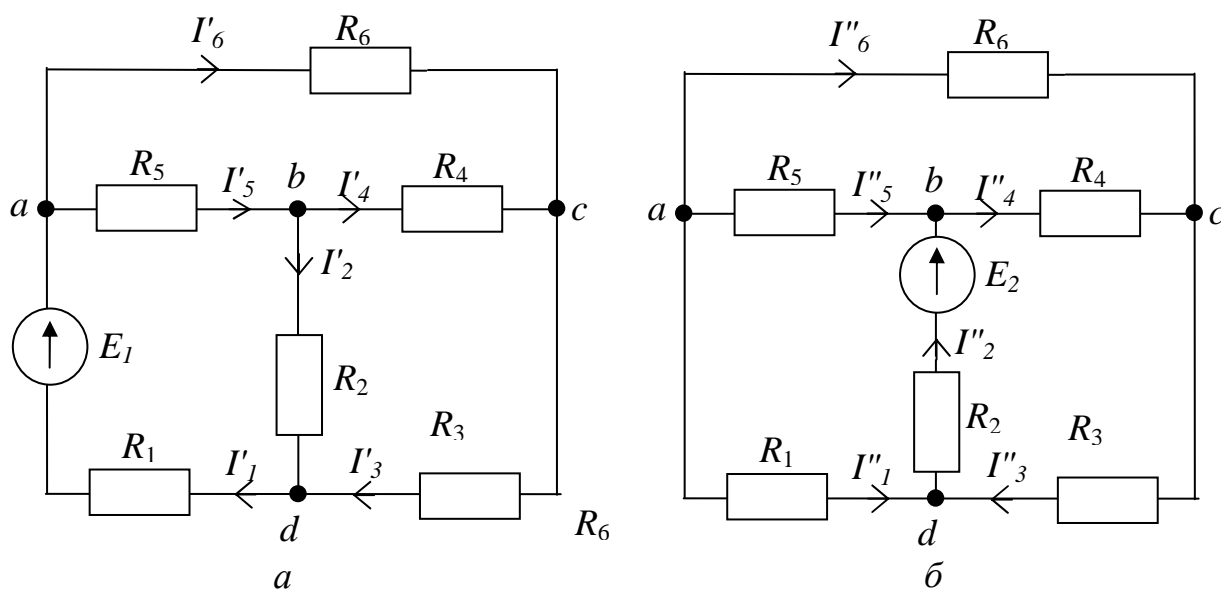 I'6 R6
R5 I'5 b I'4 R4
a c
I'2
E1
R2
R1 I'1 I'3 R3
d R6
а
I"6 R6
R5 I"5 b I"4 R4
a c
E2
I"2
R2
R1 I"1 I"3 R3
d
б